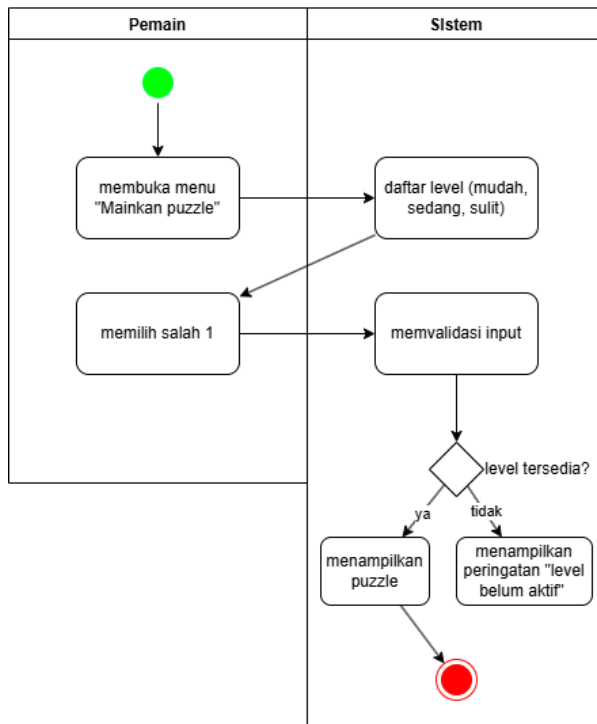 Pemain
SIstem
membuka menu
"Mainkan puzzle"
daftar level (mudah,
sedang, sulit)
memilih salah 1
memvalidasi input
level tersedia?
ya
tidak
menampilkan
puzzle
menampilkan
peringatan "level
belum aktif"